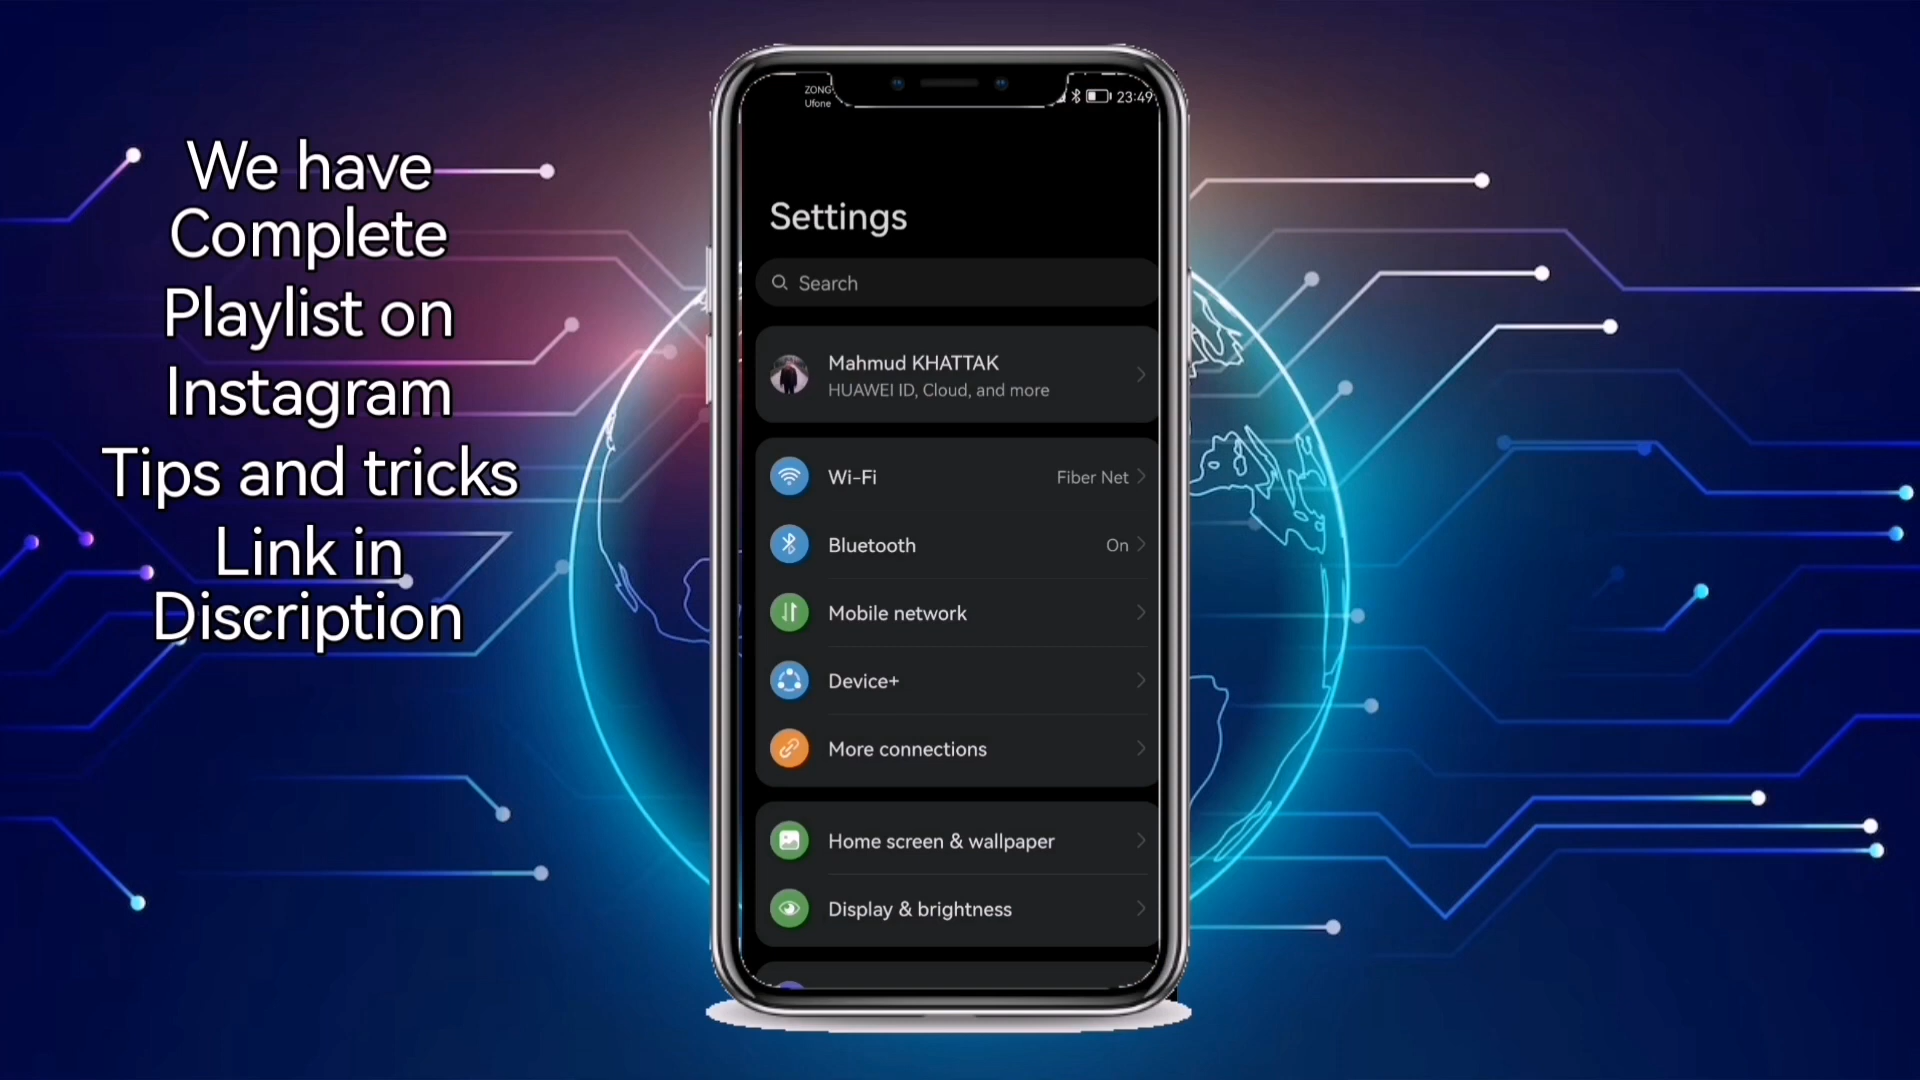 We have
Complete
Playlist on
Instagram
Tips and tricks
Link in
Discription
ZONG
Ufone
23:49
Settings
Search
Mahmud KHATTAK
HUAWEI ID, Cloud, and more
Wi-Fi
Fiber Net
Bluetooth
On
Mobile network
Device+
More connections
Home screen & wallpaper
Display & brightness